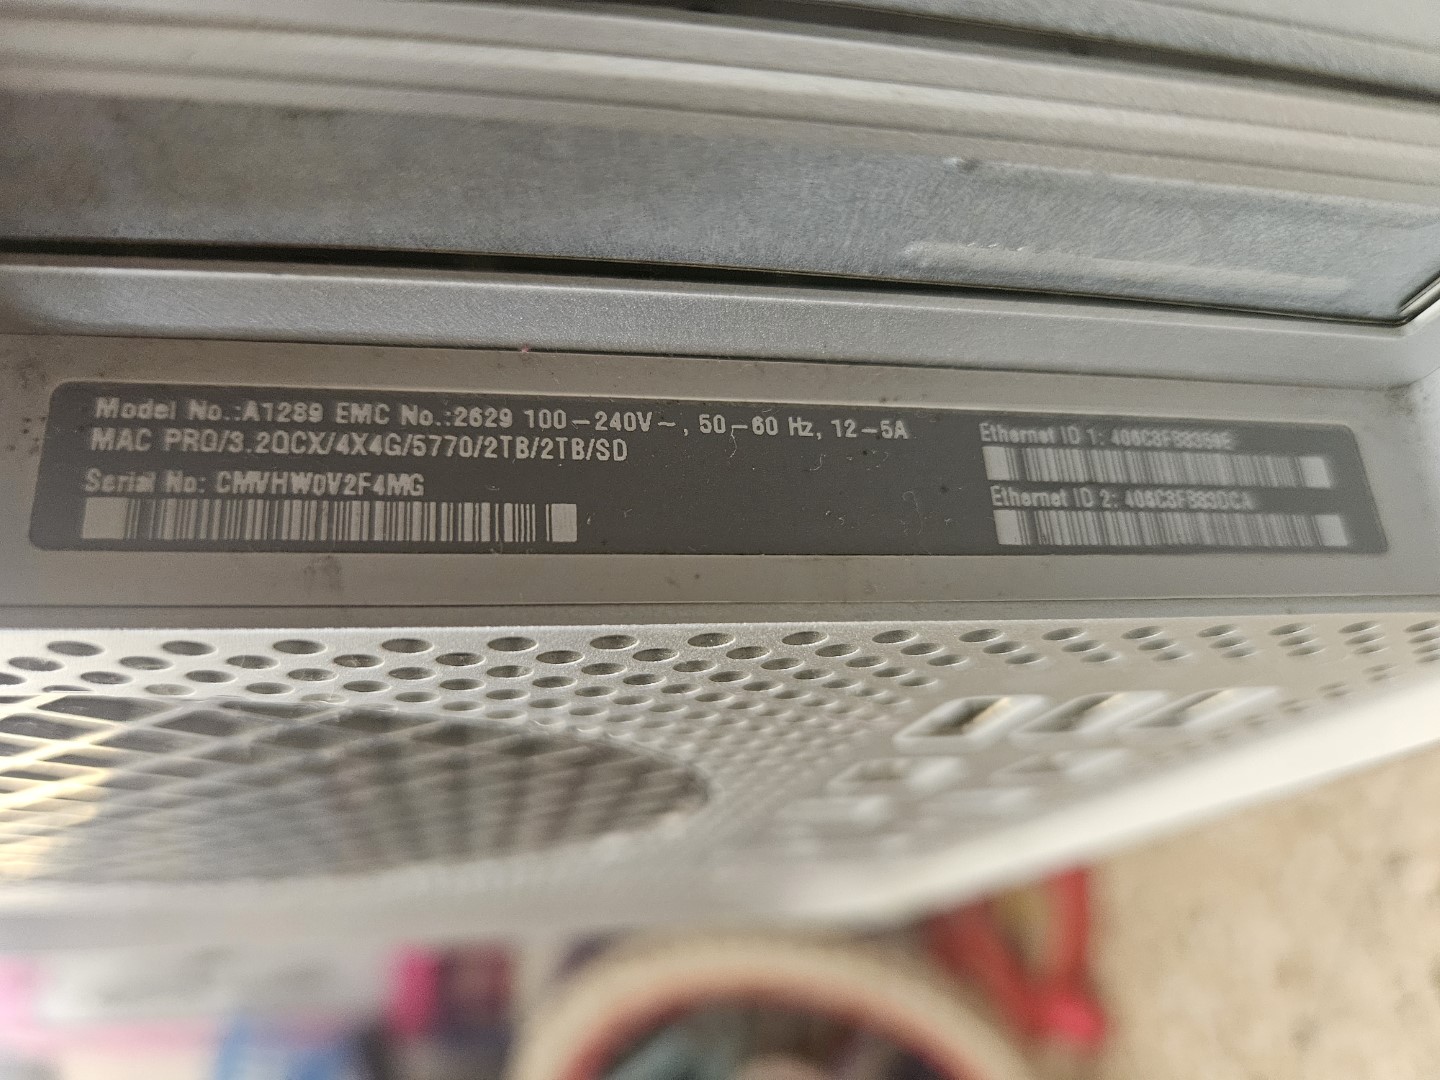 Model No.:A1289 EMC No.:2629 100-240V~, 50-60 Hz, 12-5A
MAC PRO/3.2QCX/4X4G/5770/2TB/2TB/SD
Serial No: CMVHW0V2F4MG
Ethernet ID 1:
Ethernet ID 2: 406C8F883DCA